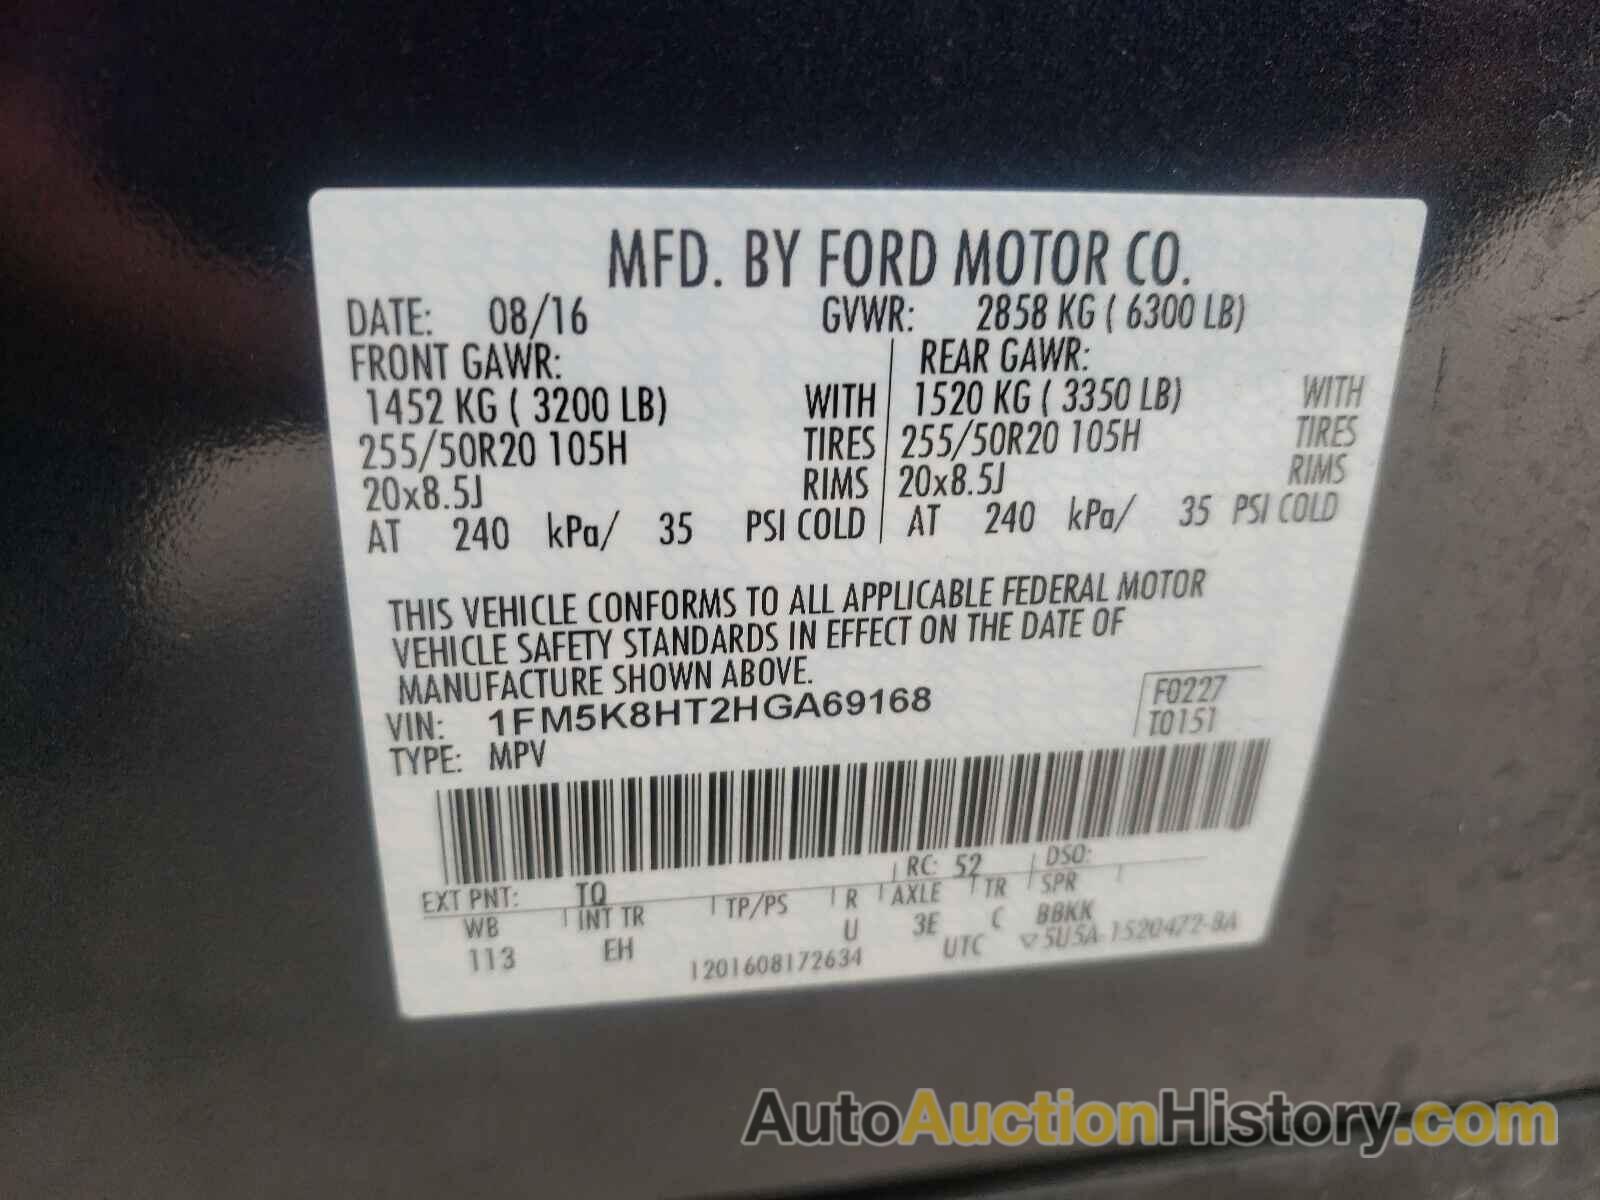 MFD. BY FORD MOTOR CO.
DATE: 08/16 GVWR: 2858 KG ( 6300 LB)
FRONT GAWR: REAR GAWR:
1452 KG ( 3200 LB) WITH 1520 KG ( 3350 LB) WITH
255/50R20 105H TIRES 255/50R20 105H TIRES
20x8.5J RIMS 20x8.5J RIMS
AT 240 kPa/ 35 PSI COLD AT 240 kPa/ 35 PSI COLD
THIS VEHICLE CONFORMS TO ALL APPLICABLE FEDERAL MOTOR
VEHICLE SAFETY STANDARDS IN EFFECT ON THE DATE OF
MANUFACTURE SHOWN ABOVE.
VIN: 1FM5K8HT2HGA69168
F0227
T0151
TYPE: MPV
EXT PNT: TQ RC: 52 DSO:
WB INT TR TP/PS R AXLE TR SPR
113 EH U 3E C BBKK
1201608172634 UTC ▽5U5A-1520472-BA
AutoAuctionHistory.com